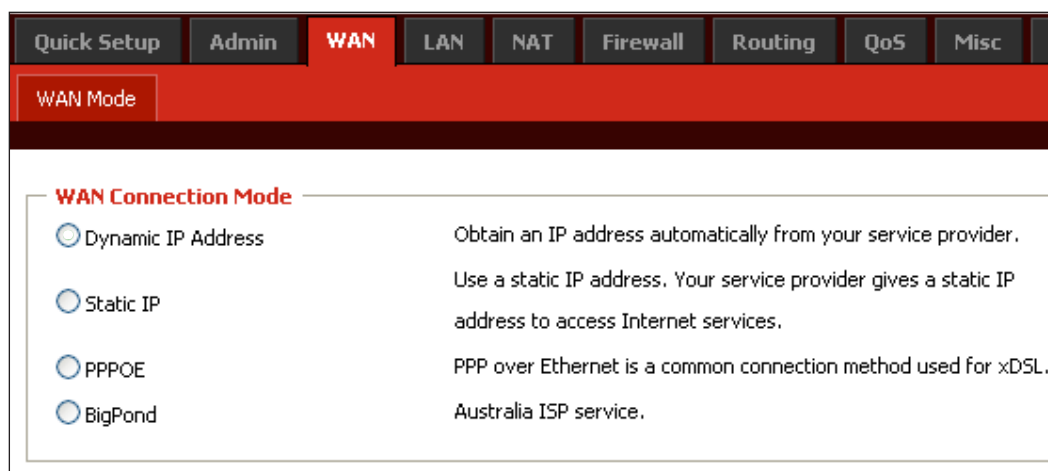 Quick Setup Admin WAN LAN NAT Firewall Routing QoS Misc
WAN Mode
WAN Connection Mode
Dynamic IP Address Obtain an IP address automatically from your service provider.
Static IP Use a static IP address. Your service provider gives a static IP
address to access Internet services.
PPPOE PPP over Ethernet is a common connection method used for xDSL.
BigPond Australia ISP service.